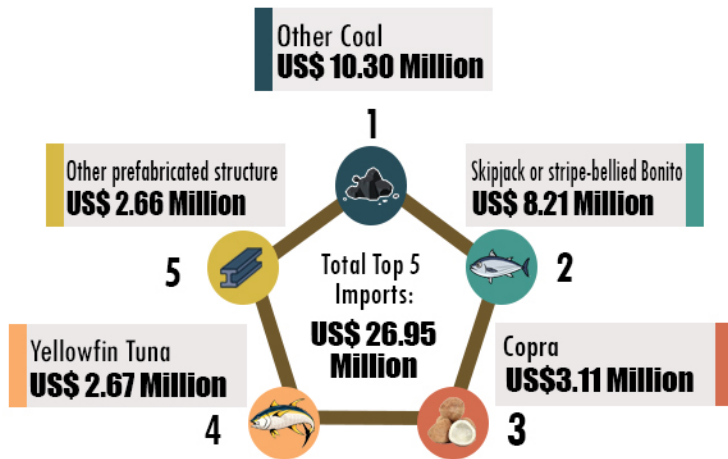 Other Coal
US$ 10.30 Million
1
Other prefabricated structure
US$ 2.66 Million
5
Skipjack or stripe-bellied Bonito
US$ 8.21 Million
2
Total Top 5
Imports:
US$ 26.95
Million
Yellowfin Tuna
US$ 2.67 Million
4
Copra
US$3.11 Million
3